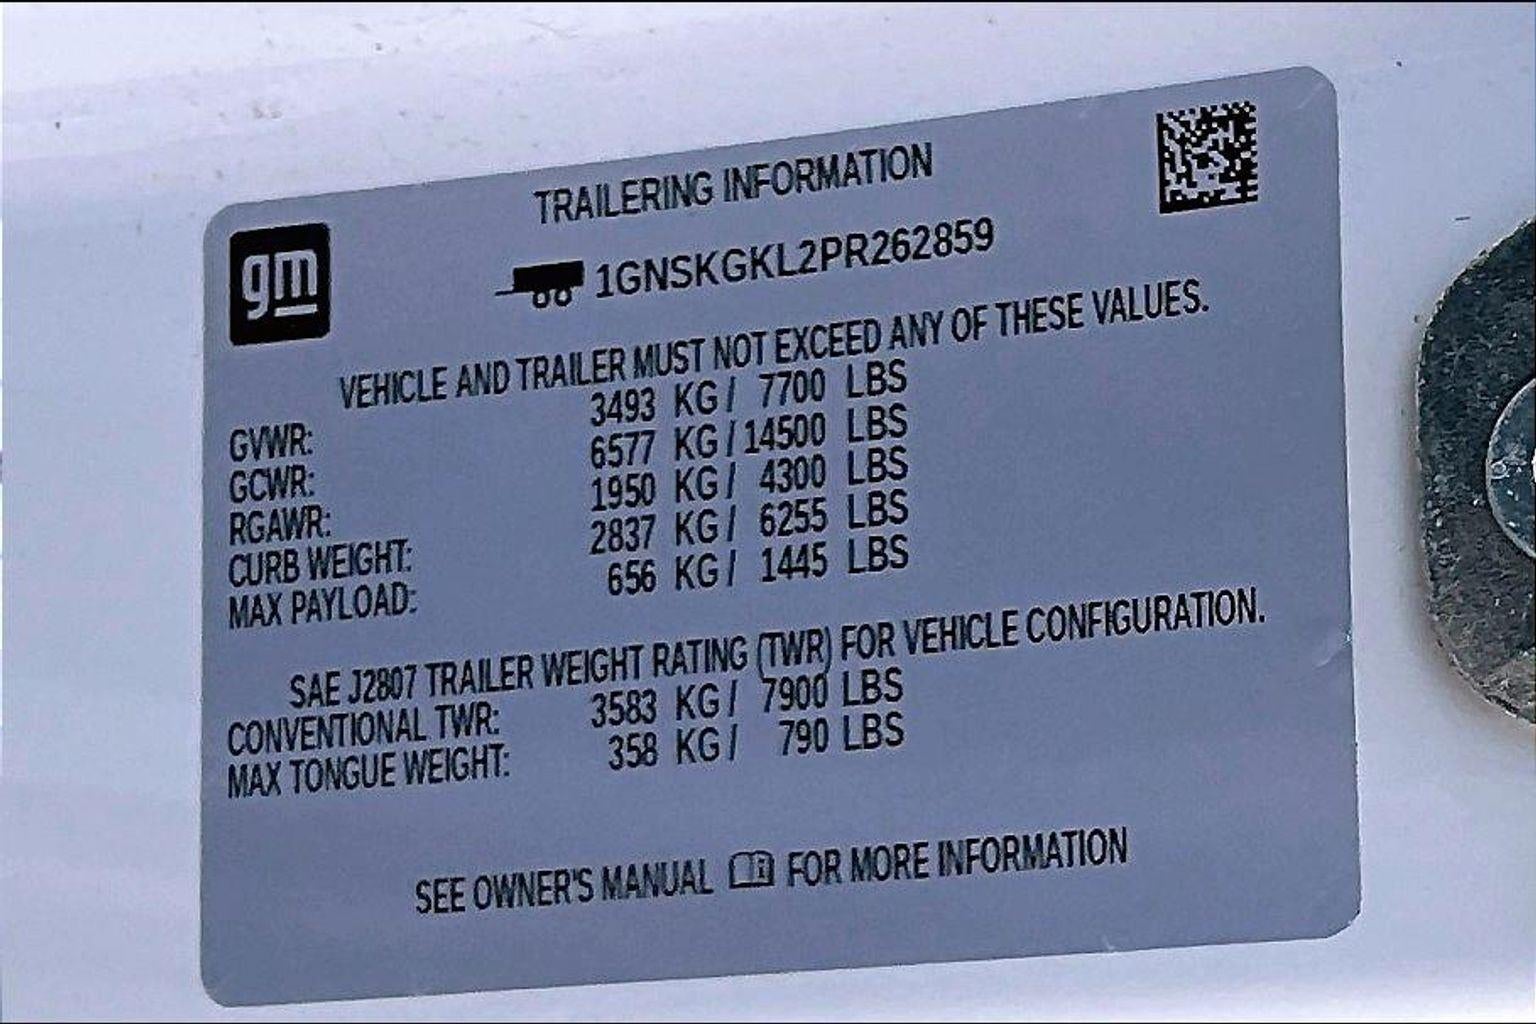 TRAILERING INFORMATION
gm
1GNSKGKL2PR262859
VEHICLE AND TRAILER MUST NOT EXCEED ANY OF THESE VALUES.
GVWR: 3493 KG/ 7700 LBS
GCWR: 6577 KG/14500 LBS
RGAWR: 1950 KG/ 4300 LBS
CURB WEIGHT: 2837 KG/ 6255 LBS
MAX PAYLOAD: 656 KG/ 1445 LBS
SAE J2807 TRAILER WEIGHT RATING (TWR) FOR VEHICLE CONFIGURATION.
CONVENTIONAL TWR: 3583 KG/ 7900 LBS
MAX TONGUE WEIGHT: 358 KG/ 790 LBS
SEE OWNER'S MANUAL FOR MORE INFORMATION